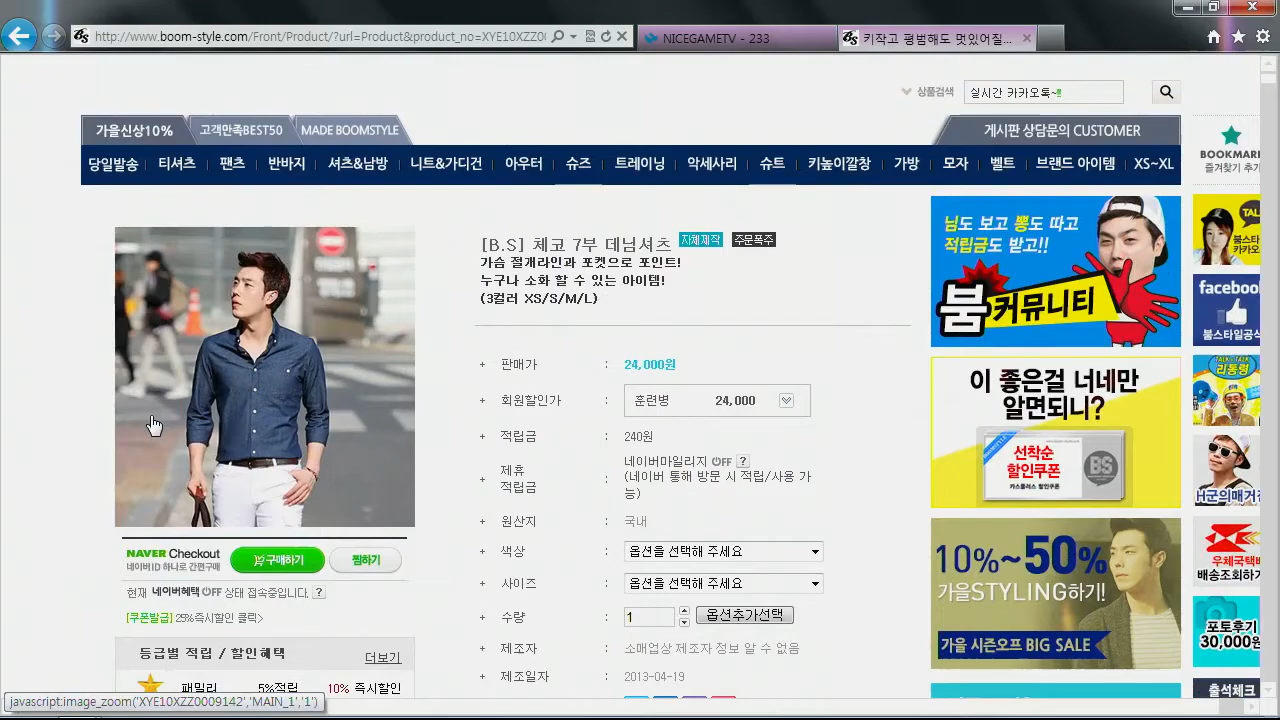 http://www.boom-style.com/Front/Product/?url=Product&product_no=XYE10XZZ0(
NICEGAMETV - 233
키작고 평범해도 멋있어질...
상품검색
실시간 카카오톡~!!
가을신상10%
고객만족BEST50
MADE BOOMSTYLE
게시판 상담문의 CUSTOMER
당일발송
티셔츠
팬츠
반바지
셔츠&남방
니트&가디건
아우터
슈즈
트레이닝
악세사리
슈트
키높이깔창
가방
모자
벨트
브랜드 아이템
XS~XL
BOOKMAR
즐겨찾기 추가
[B.S] 체코 7부 데님셔츠 자체제작 주문폭주
가슴 절개라인과 포켓으로 포인트!
누구나 소화 할 수 있는 아이템!
(3컬러 XS/S/M/L)
+ 판매가 : 24,000원
+ 회원할인가 : 훈련병 24,000
+ 적립금 : 240원
+ 제휴 적립금 : 네이버마일리지 OFF ?
(네이버 통해 방문 시 적립/사용 가
능)
+ 원산지 : 국내
+ 색상 : 옵션을 선택해 주세요
+ 사이즈 : 옵션을 선택해 주세요
+ 수량 : 1 옵션추가선택
+ 제조자 : 소매업상 제조자 정보 알 수 없음
+ 제조일자 : 2013-04-19
NAVER Checkout
네이버ID 하나로 간편구매
구매하기
찜하기
현재 네이버혜택 OFF 상태 접속중입니다. ?
[쿠폰발급] 25%즉시할인 클릭>
등급별 적립 / 할인혜택
더보기
패밀리 5%적립 10% 즉시할인
javascript:image_zoom('XYE10XZZ0009142','MAIN_1','1')
님도 보고 뽕도 따고
적립금도 받고!!
붐 커뮤니티
이 좋은걸 너네만
알면되니?
선착순
할인쿠폰
카스플러스 할인쿠폰
BS
10%~50%
가을STYLING하기!
가을 시즌오프 BIG SALE
TAL
붐스타
카카오
facebook
붐스타일공식
TALK-TALK
리통령
H군의매거진
우체국택배
배송조회하기
포토후기
30,000원
출석체크